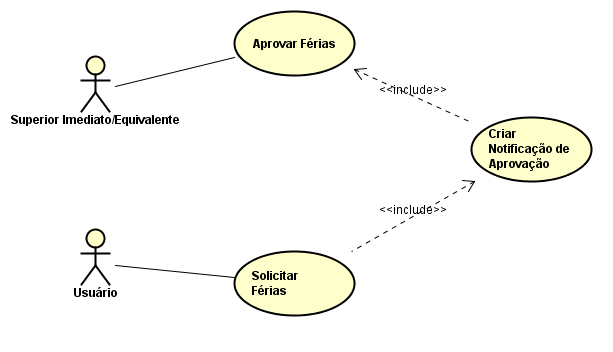 Aprovar Férias
<<include>>
Superior Imediato/Equivalente
Criar
Notificação de
Aprovação
<<include>>
Usuário
Solicitar
Férias